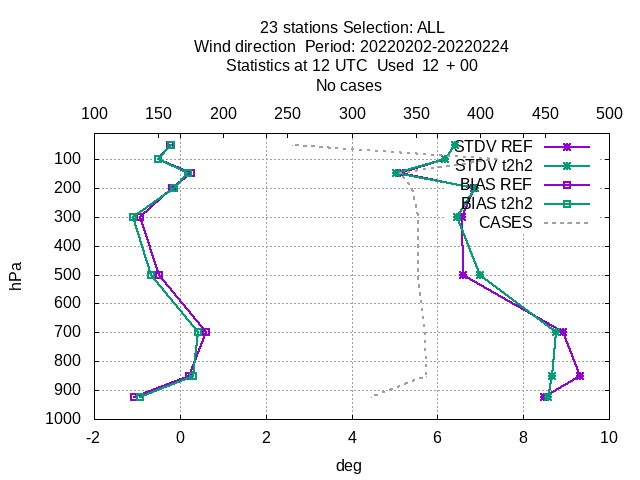 23 stations Selection: ALL
Wind direction  Period: 20220202-20220224
Statistics at 12 UTC  Used  12  + 00
No cases
100 150 200 250 300 350 400 450 500
STDV REF
STDV t2h2
BIAS REF
BIAS t2h2
CASES
100
200
300
400
500
600
700
800
900
1000
hPa
-2 0 2 4 6 8 10
deg